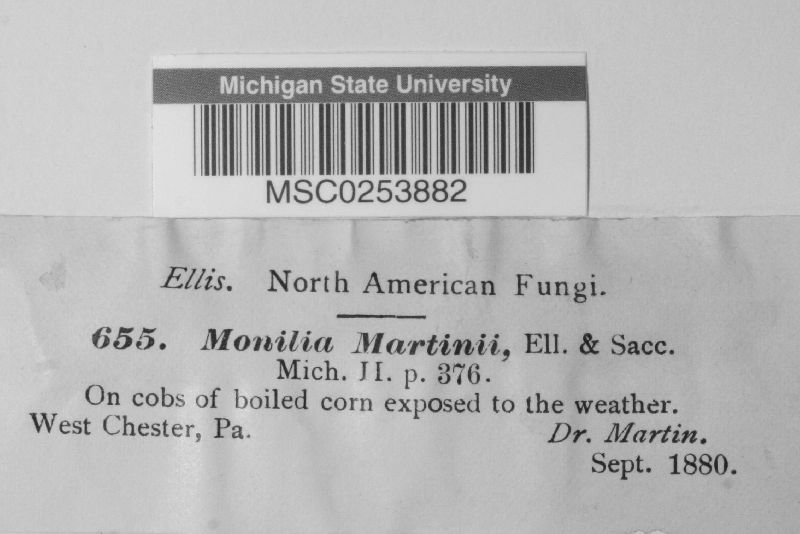 Michigan State University
MSC0253882
Ellis. North American Fungi.
655. Monilia Martinii, Ell. & Sacc.
Mich. II. p. 376.
On cobs of boiled corn exposed to the weather.
West Chester, Pa. Dr. Martin.
Sept. 1880.